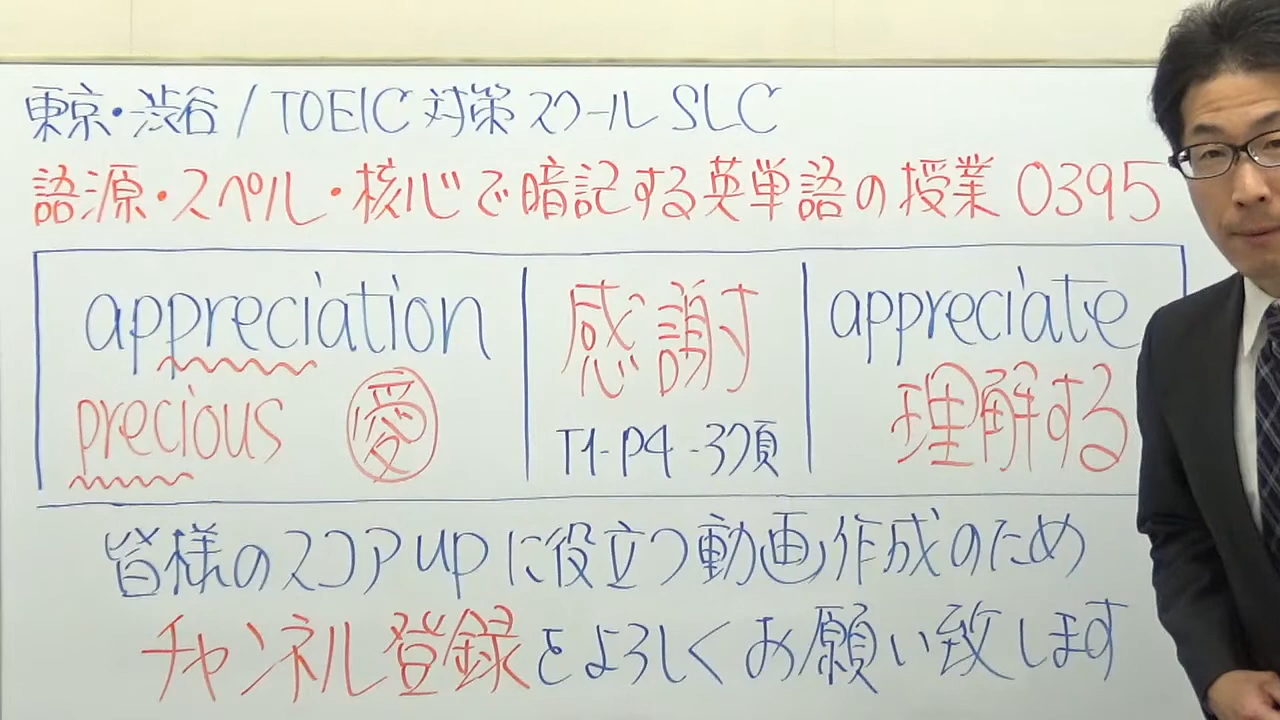 東京・渋谷/TOEIC対策スクールSLC
語源・スペル・核心で暗記する英単語の授業0395
appreciation
precious 愛
感謝
T1-P4-37頁
appreciate
理解する
皆様のスコアupに役立つ動画作成のため
チャンネル登録をよろしくお願い致します